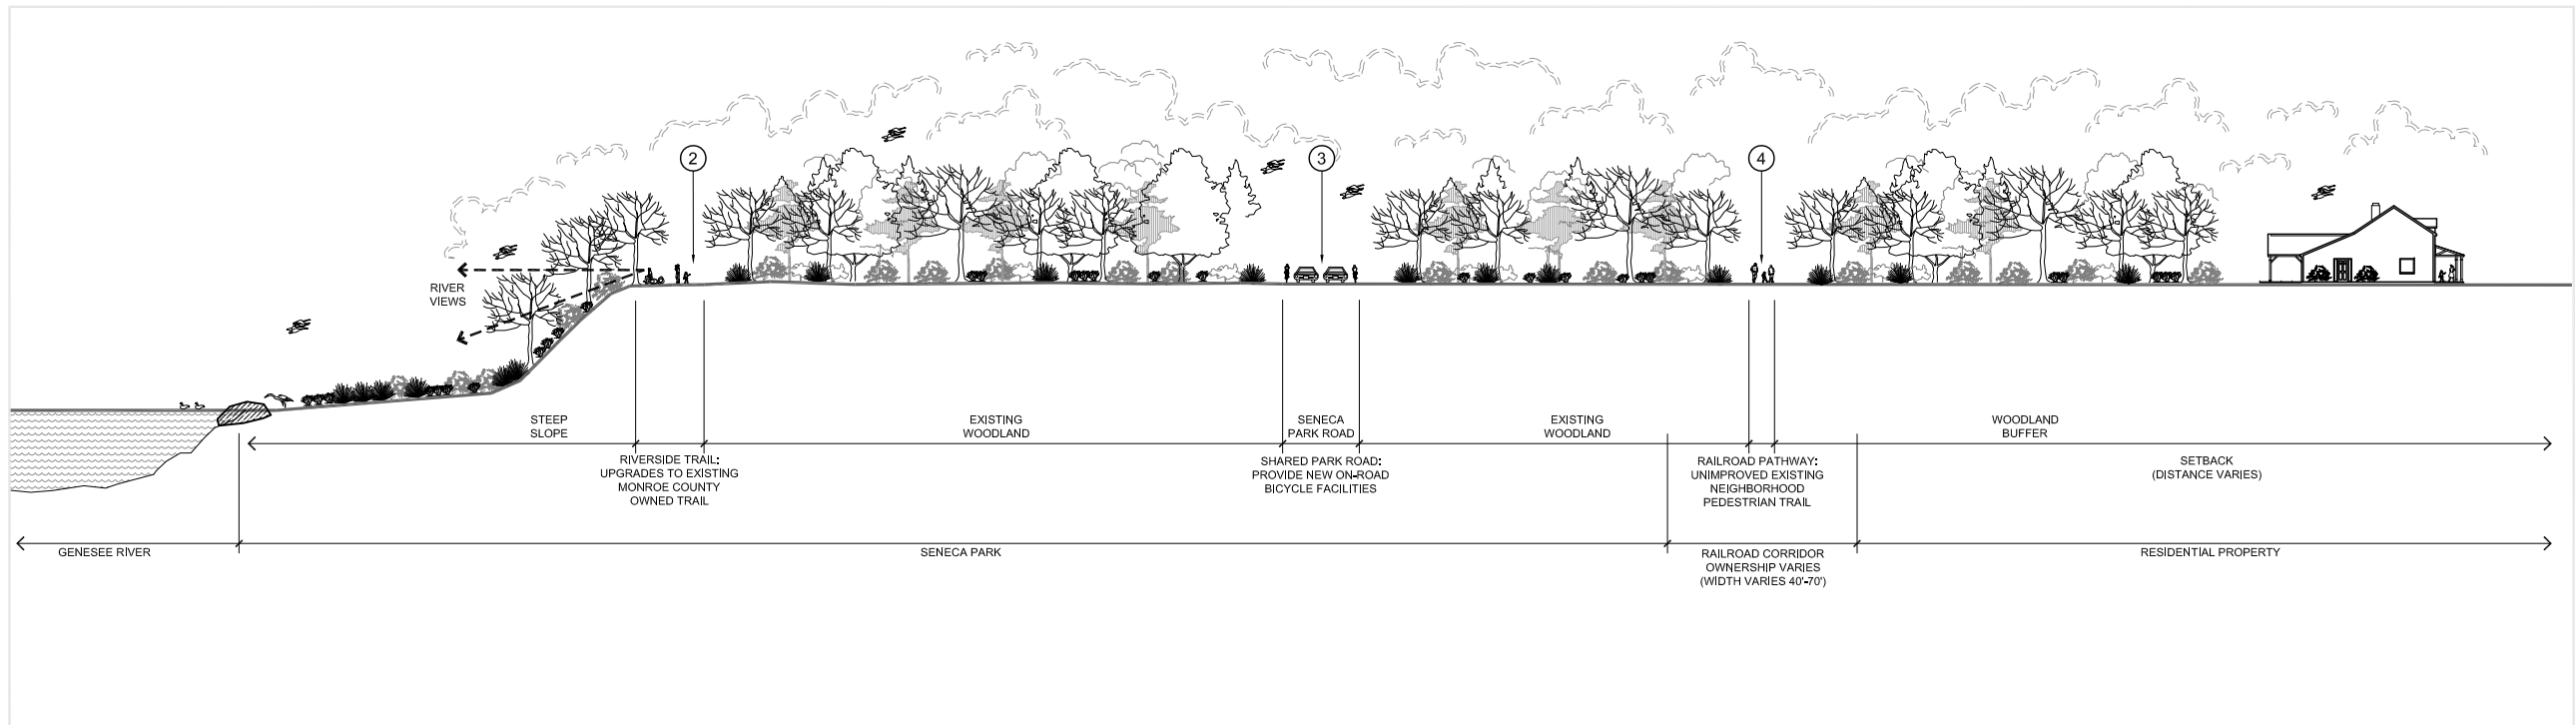 2
3
4
RIVER
VIEWS
STEEP
SLOPE
EXISTING
WOODLAND
SENECA
PARK ROAD
EXISTING
WOODLAND
WOODLAND
BUFFER
RIVERSIDE TRAIL:
UPGRADES TO EXISTING
MONROE COUNTY
OWNED TRAIL
SHARED PARK ROAD:
PROVIDE NEW ON-ROAD
BICYCLE FACILITIES
RAILROAD PATHWAY:
UNIMPROVED EXISTING
NEIGHBORHOOD
PEDESTRIAN TRAIL
SETBACK
(DISTANCE VARIES)
GENESEE RIVER
SENECA PARK
RAILROAD CORRIDOR
OWNERSHIP VARIES
(WIDTH VARIES 40'-70')
RESIDENTIAL PROPERTY